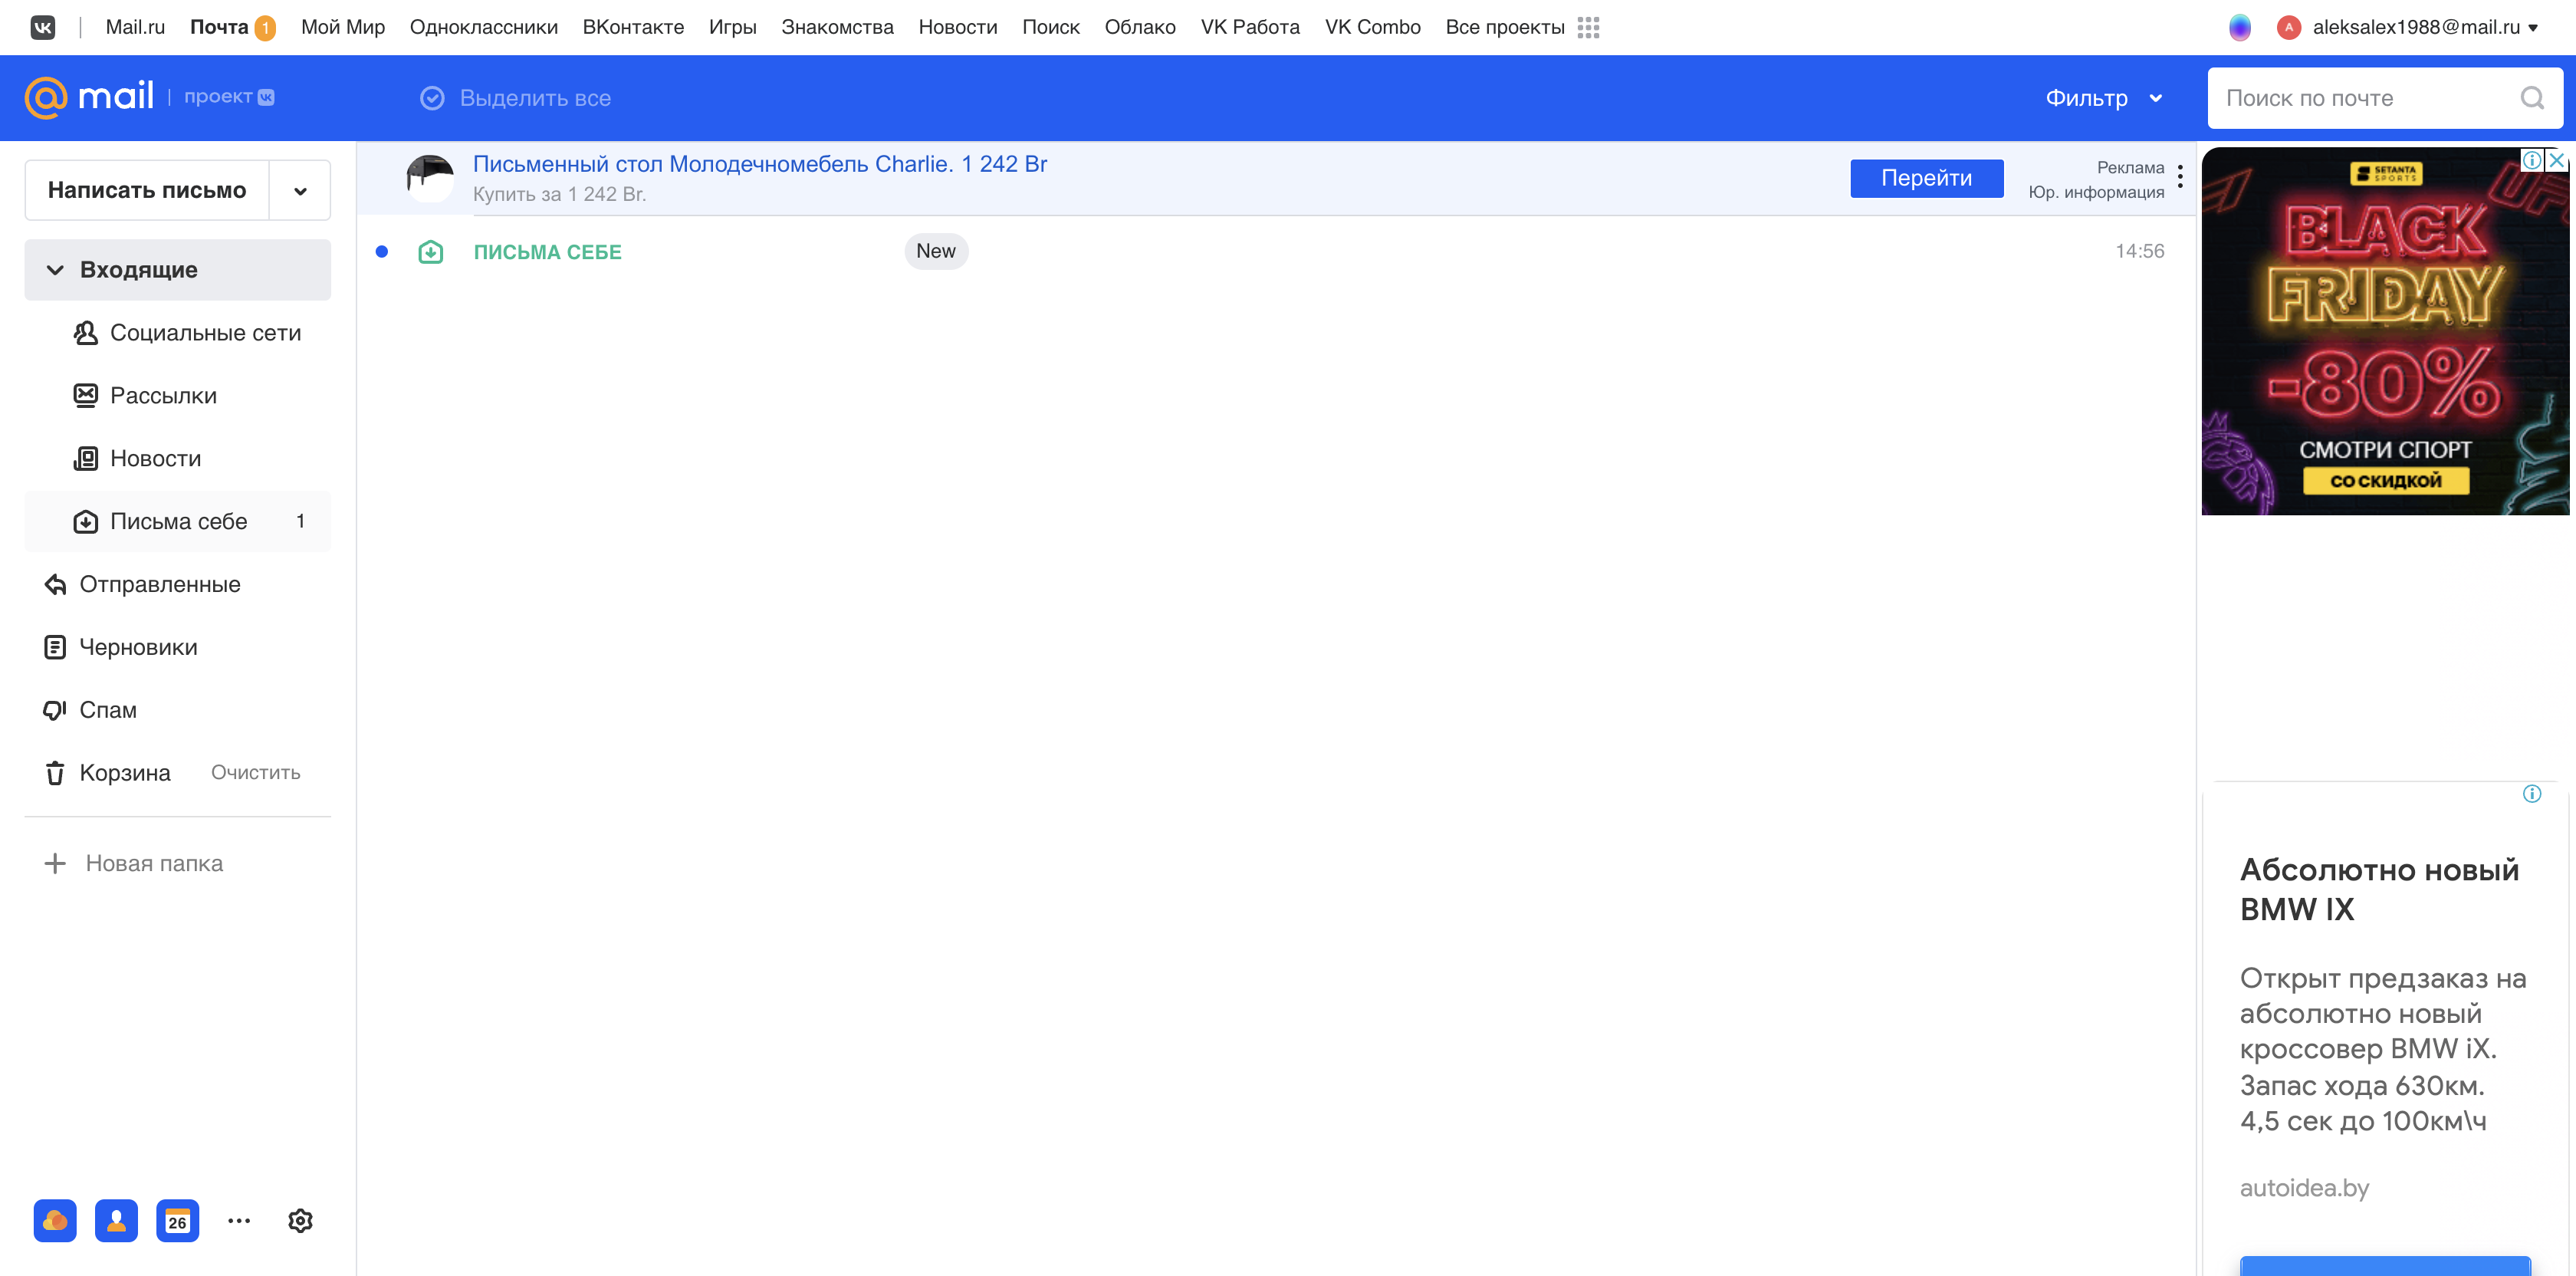 Mail.ru Почта 1 Мой Мир Одноклассники ВКонтакте Игры Знакомства Новости Поиск Облако VK Работа VK Combo Все проекты
A aleksalex1988@mail.ru
@mail проект
Выделить все
Фильтр
Поиск по почте
Написать письмо
Входящие
Социальные сети
Рассылки
Новости
Письма себе 1
Отправленные
Черновики
Спам
Корзина Очистить
Новая папка
26
Письменный стол Молодечномебель Charlie. 1 242 Br
Купить за 1 242 Br.
Перейти
Реклама
Юр. информация
ПИСЬМА СЕБЕ New 14:56
SETANTA
SPORTS
BLACK
FRIDAY
-80%
СМОТРИ СПОРТ
СО СКИДКОЙ
Абсолютно новый
BMW IX
Открыт предзаказ на
абсолютно новый
кроссовер BMW iX.
Запас хода 630км.
4,5 сек до 100км\ч
autoidea.by